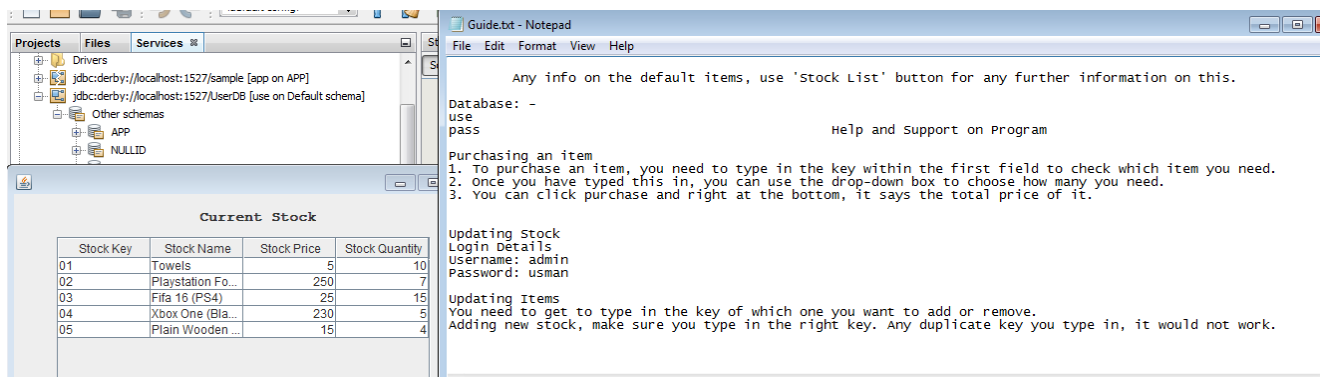 Projects Files Services
Drivers
jdbc:derby://localhost:1527/sample [app on APP]
jdbc:derby://localhost:1527/UserDB [use on Default schema]
Other schemas
APP
NULLID
Current Stock
Stock Key Stock Name Stock Price Stock Quantity
01 Towels 5 10
02 Playstation Fo... 250 7
03 Fifa 16 (PS4) 25 15
04 Xbox One (Bla... 230 5
05 Plain Wooden ... 15 4
Guide.txt - Notepad
File Edit Format View Help
Any info on the default items, use 'Stock List' button for any further information on this.
Database: -
use
pass Help and Support on Program
Purchasing an item
1. To purchase an item, you need to type in the key within the first field to check which item you need.
2. Once you have typed this in, you can use the drop-down box to choose how many you need.
3. You can click purchase and right at the bottom, it says the total price of it.
Updating Stock
Login Details
Username: admin
Password: usman
Updating Items
You need to get to type in the key of which one you want to add or remove.
Adding new stock, make sure you type in the right key. Any duplicate key you type in, it would not work.